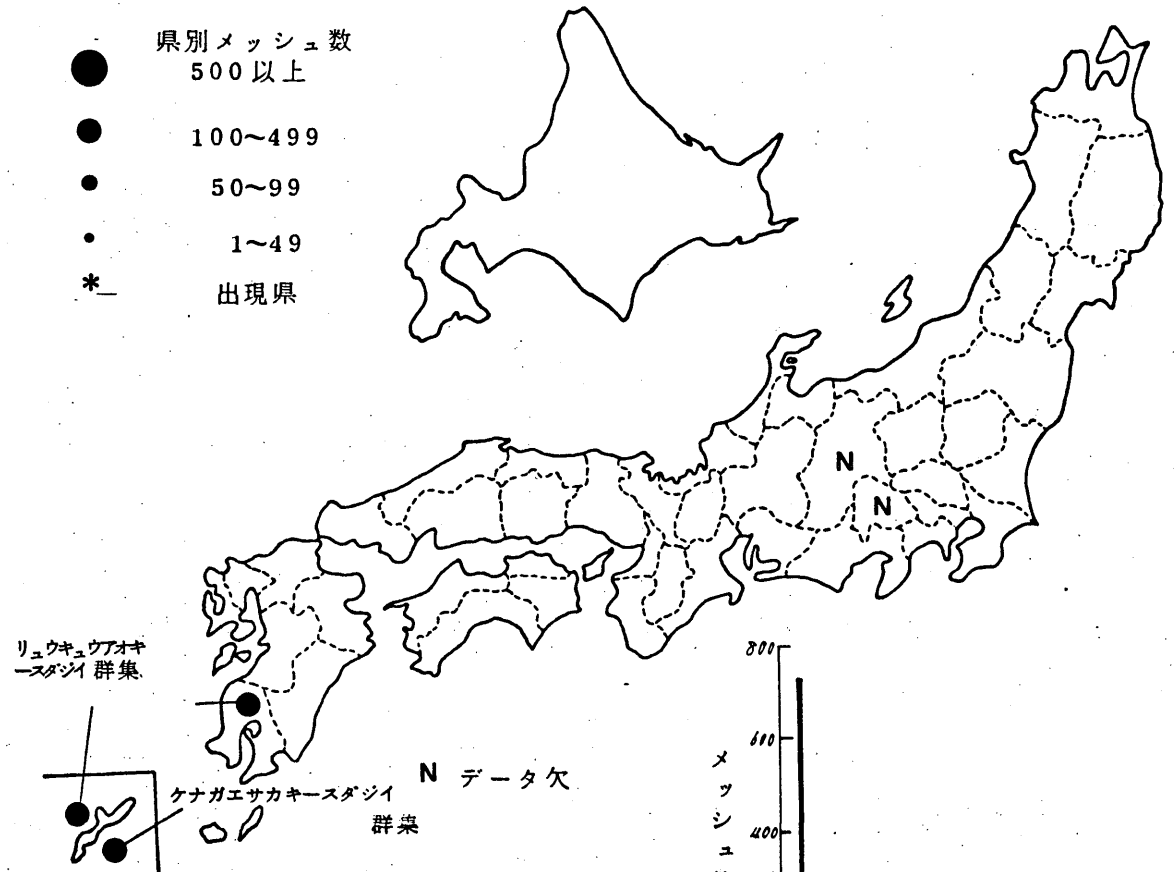 県別メッシュ数
500以上
100~499
50~99
1~49
*
出現県
N
N
リュウキュウアオキ
ースダジイ群集
N データ欠
ケナガエサカキースダジイ
群集
メッシュ
800
600
400